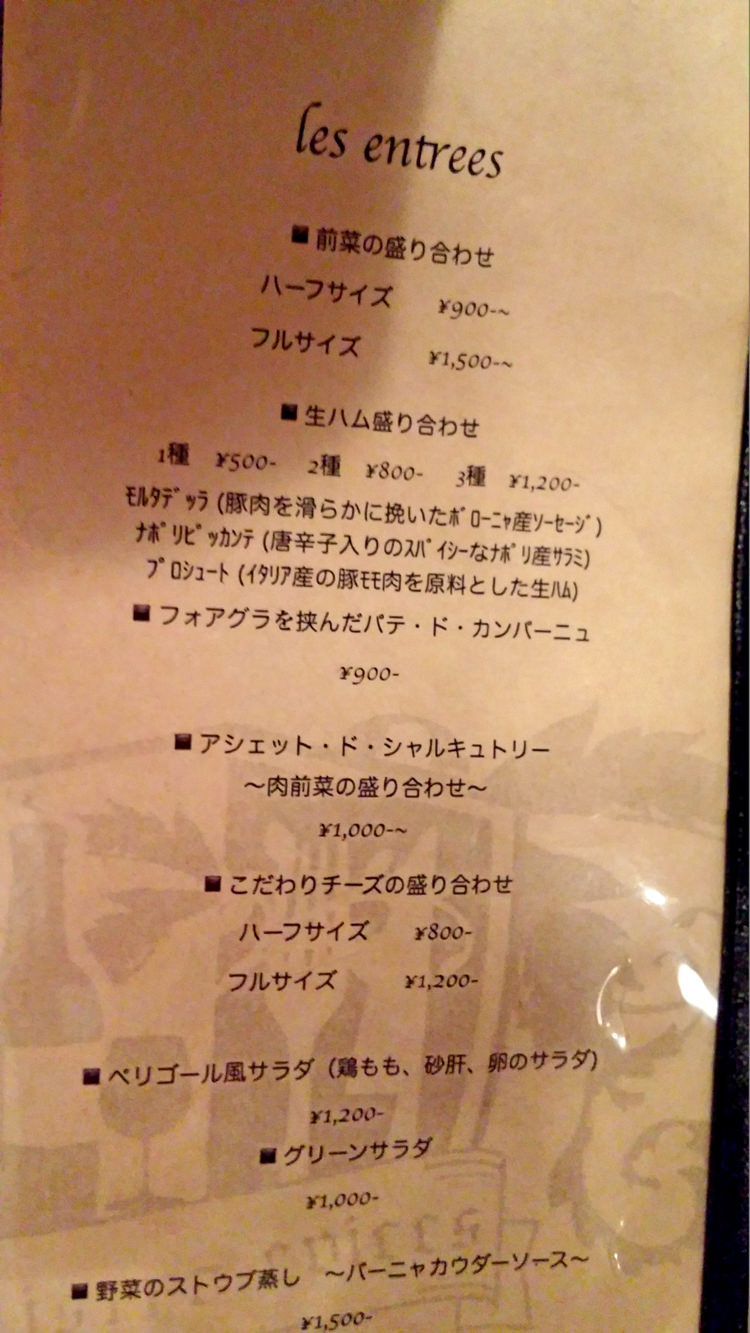 les entrees
■ 前菜の盛り合わせ
ハーフサイズ ¥900-~
フルサイズ ¥1,500-~
■ 生ハム盛り合わせ
1種 ¥500- 2種 ¥800- 3種 ¥1,200-
ﾓﾙﾀﾃﾞｯﾗ (豚肉を滑らかに挽いたﾎﾞﾛｰﾆｬ産ｿｰｾｰｼﾞ)
ﾅﾎﾟﾘﾋﾟｯｶﾝﾃ (唐辛子入りのｽﾊﾟｲｼｰなﾅﾎﾟﾘ産ｻﾗﾐ)
ﾌﾟﾛｼｭｰﾄ (ｲﾀﾘｱ産の豚ﾓﾓ肉を原料とした生ﾊﾑ)
■ フォアグラを挟んだパテ・ド・カンパーニュ
¥900-
■ アシェット・ド・シャルキュトリー
～肉前菜の盛り合わせ～
¥1,000-~
■ こだわりチーズの盛り合わせ
ハーフサイズ ¥800-
フルサイズ ¥1,200-
■ ペリゴール風サラダ（鶏もも、砂肝、卵のサラダ）
¥1,200-
■ グリーンサラダ
¥1,000-
■ 野菜のストウブ蒸し ～バーニャカウダーソース～
¥1,500-